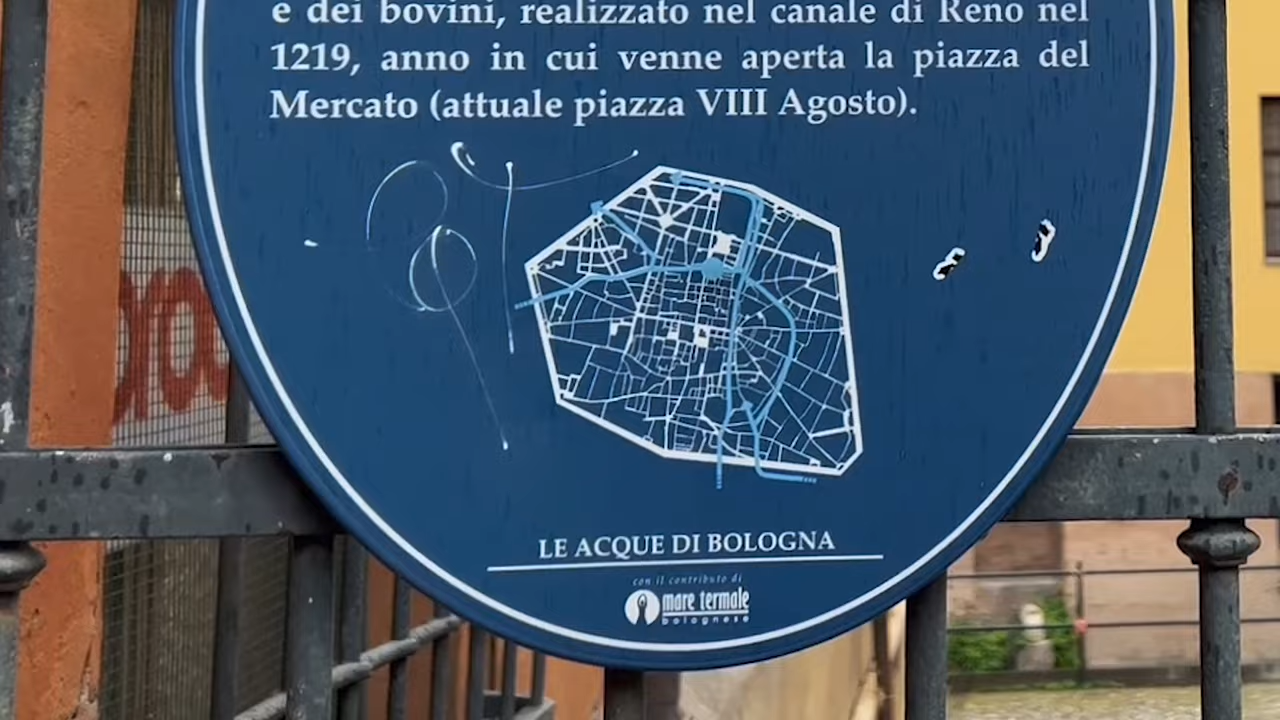 e dei bovini, realizzato nel canale di Reno nel
1219, anno in cui venne aperta la piazza del
Mercato (attuale piazza VIII Agosto).
LE ACQUE DI BOLOGNA
con il contributo di
mare termale
bolognese